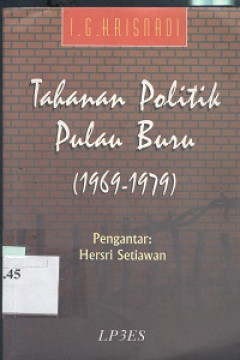 I.G.KRISNADI
Tahanan Politik
Pulau Buru
(1969-1979)
Pengantar:
Hersri Setiawan
.45
LP3ES